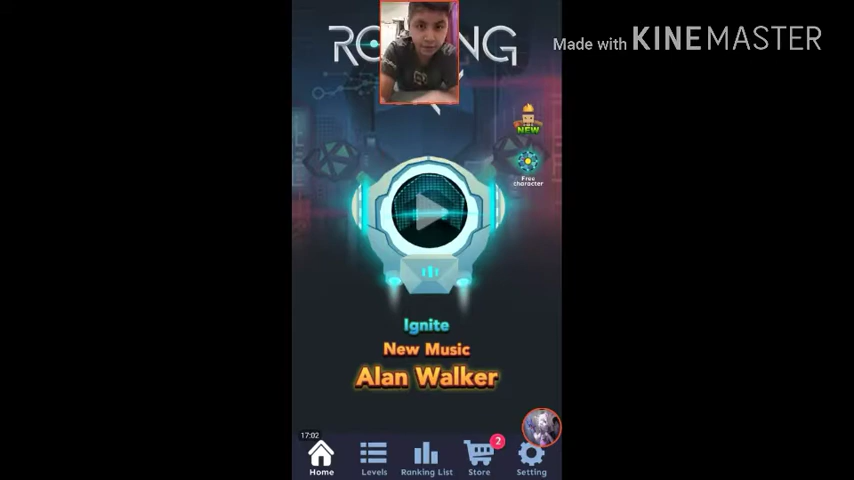 Made with KINEMASTER
NEW
Free
character
Ignite
New Music
Alan Walker
17:02
2
Home
Levels
Ranking List
Store
Setting